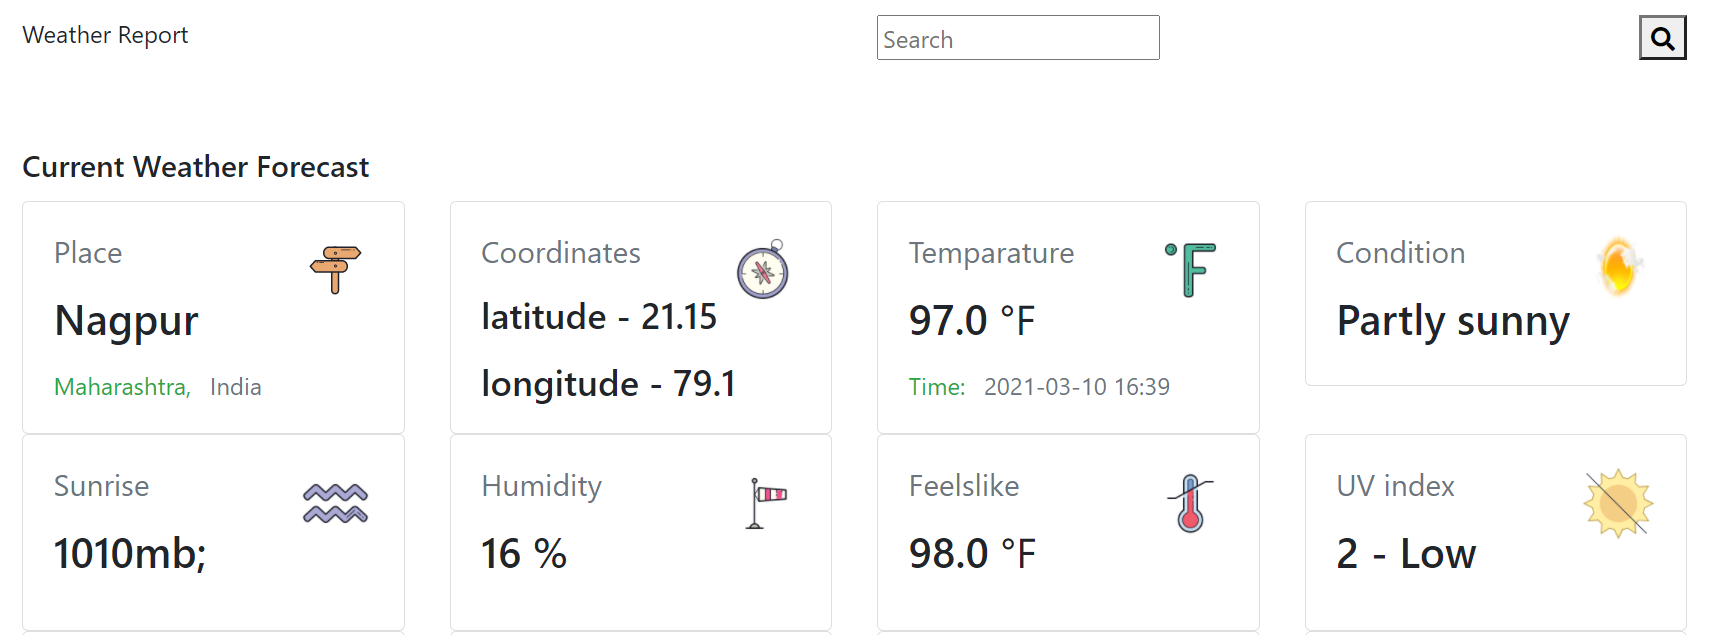 Weather Report
Search
Current Weather Forecast
Place
Nagpur
Maharashtra, India
Coordinates
latitude - 21.15
longitude - 79.1
Temparature
°F
97.0 °F
Time: 2021-03-10 16:39
Condition
Partly sunny
Sunrise
1010mb;
Humidity
16 %
Feelslike
98.0 °F
UV index
2 - Low